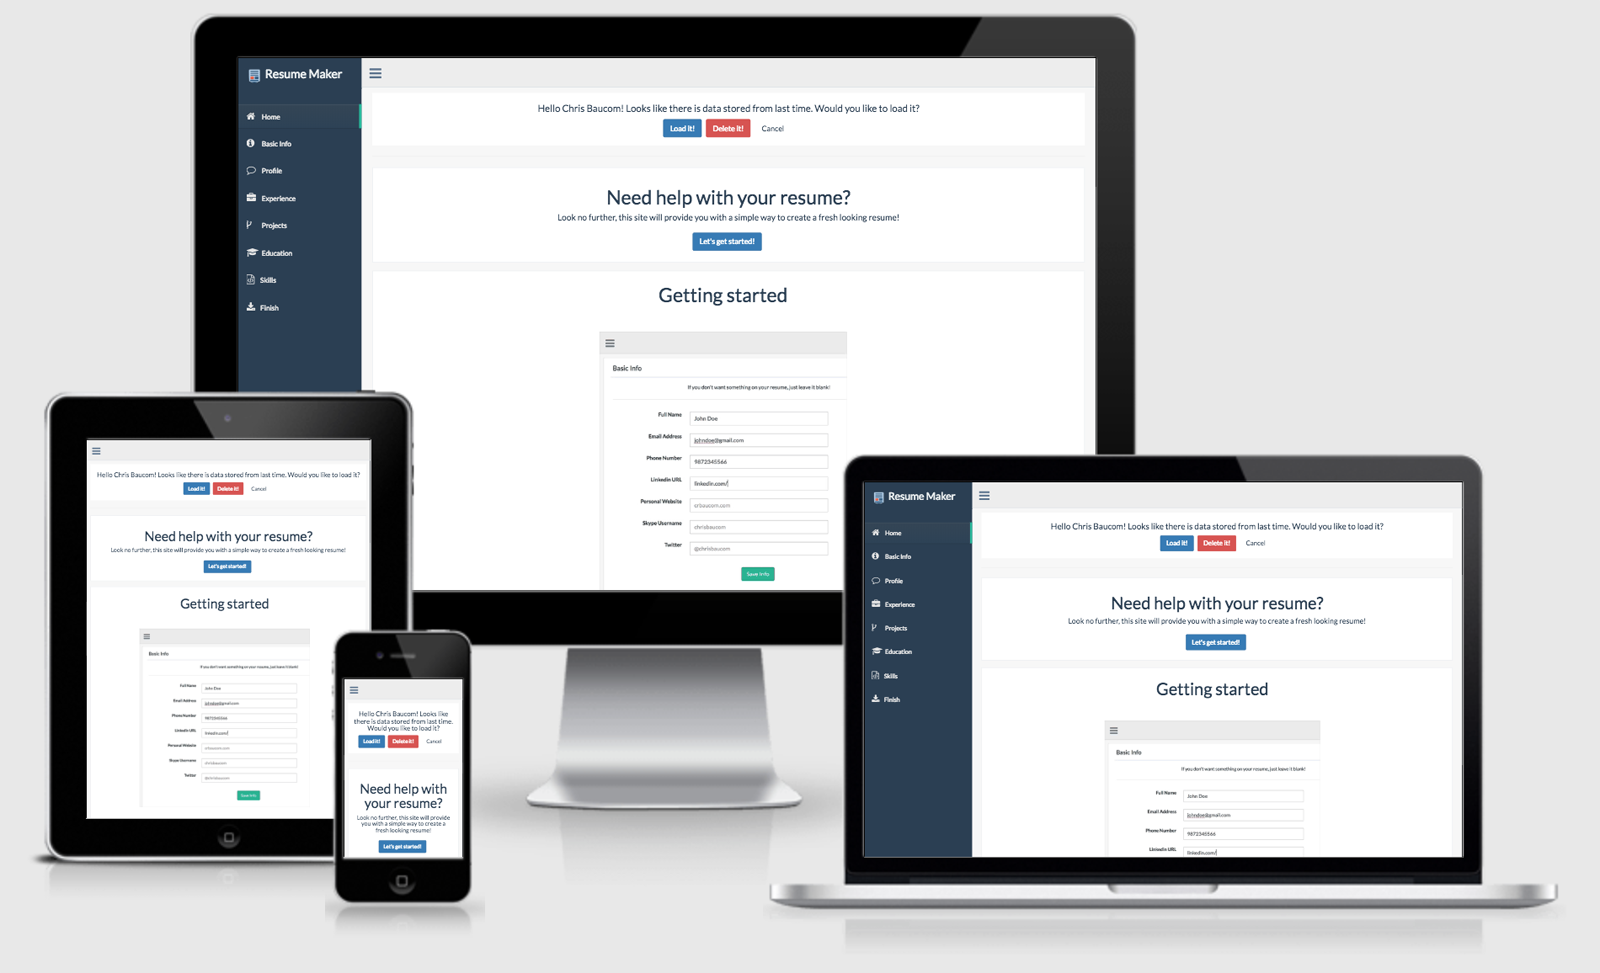 Resume Maker
Home
Basic Info
Profile
Experience
Projects
Education
Skills
Finish
Hello Chris Baucom! Looks like there is data stored from last time. Would you like to load it?
Load It! Delete It! Cancel
Need help with your resume?
Look no further, this site will provide you with a simple way to create a fresh looking resume!
Let's get started!
Getting started
Basic Info
If you don't want something on your resume, just leave it blank!
Full Name John Doe
Email Address johndoe@gmail.com
Phone Number 9872345566
LinkedIn URL linkedin.com/
Personal Website crbaucom.com
Skype Username chrisbaucom
Twitter @chrisbaucom
Save Info
Hello Chris Baucom! Looks like there is data stored from last time. Would you like to load it?
Load It! Delete It! Cancel
Need help with your resume?
Look no further, this site will provide you with a simple way to create a fresh looking resume!
Let's get started!
Getting started
Basic Info
If you don't want something on your resume, just leave it blank!
Full Name John Doe
Email Address johndoe@gmail.com
Phone Number 9872345566
LinkedIn URL linkedin.com/
Personal Website crbaucom.com
Skype Username chrisbaucom
Twitter @chrisbaucom
Save Info
Hello Chris Baucom! Looks like
there is data stored from last time.
Would you like to load it?
Load It! Delete It! Cancel
Need help with
your resume?
Look no further, this site will provide
you with a simple way to create a
fresh looking resume!
Let's get started!
Resume Maker
Home
Basic Info
Profile
Experience
Projects
Education
Skills
Finish
Hello Chris Baucom! Looks like there is data stored from last time. Would you like to load it?
Load It! Delete It! Cancel
Need help with your resume?
Look no further, this site will provide you with a simple way to create a fresh looking resume!
Let's get started!
Getting started
Basic Info
If you don't want something on your resume, just leave it blank!
Full Name John Doe
Email Address johndoe@gmail.com
Phone Number 9872345566
LinkedIn URL linkedin.com/